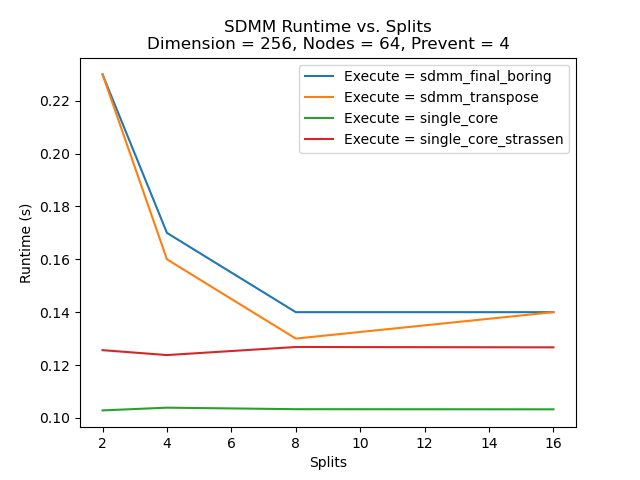 SDMM Runtime vs. Splits
Dimension = 256, Nodes = 64, Prevent = 4
Execute = sdmm_final_boring
Execute = sdmm_transpose
Execute = single_core
Execute = single_core_strassen
Runtime (s)
0.22
0.20
0.18
0.16
0.14
0.12
0.10
2 4 6 8 10 12 14 16
Splits